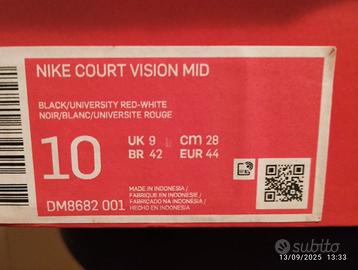 NIKE COURT VISION MID
BLACK/UNIVERSITY RED-WHITE
NOIR/BLANC/UNIVERSITE ROUGE
10
UK 9
CM 28
BR 42
EUR 44
MADE IN INDONESIA/
FABRIQUE EN INDONESIE/
FABRICADO NA INDONÉSIA/
HECHO EN INDONESIA
DM8682 001
subito
13/09/2025 13:33